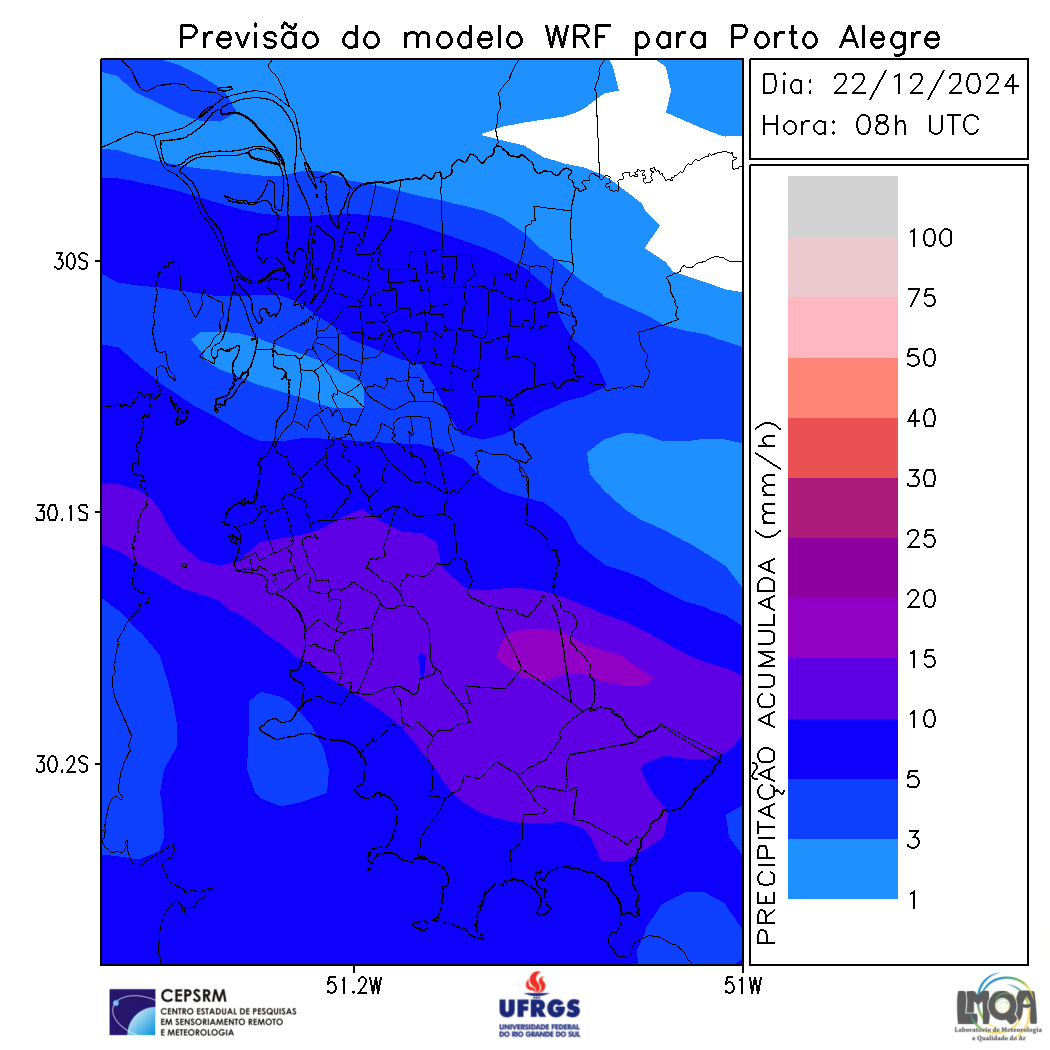 Previsão do modelo WRF para Porto Alegre
Dia: 22/12/2024
Hora: 08h UTC
30S
30.1S
30.2S
51.2W
51W
PRECIPITAÇÃO ACUMULADA (mm/h)
100
75
50
40
30
25
20
15
10
5
3
1
CEPSRM
CENTRO ESTADUAL DE PESQUISAS
EM SENSORIAMENTO REMOTO
E METEOROLOGIA
UFRGS
UNIVERSIDADE FEDERAL
DO RIO GRANDE DO SUL
LMQA
Laboratório de Meteorologia
e Qualidade do Ar